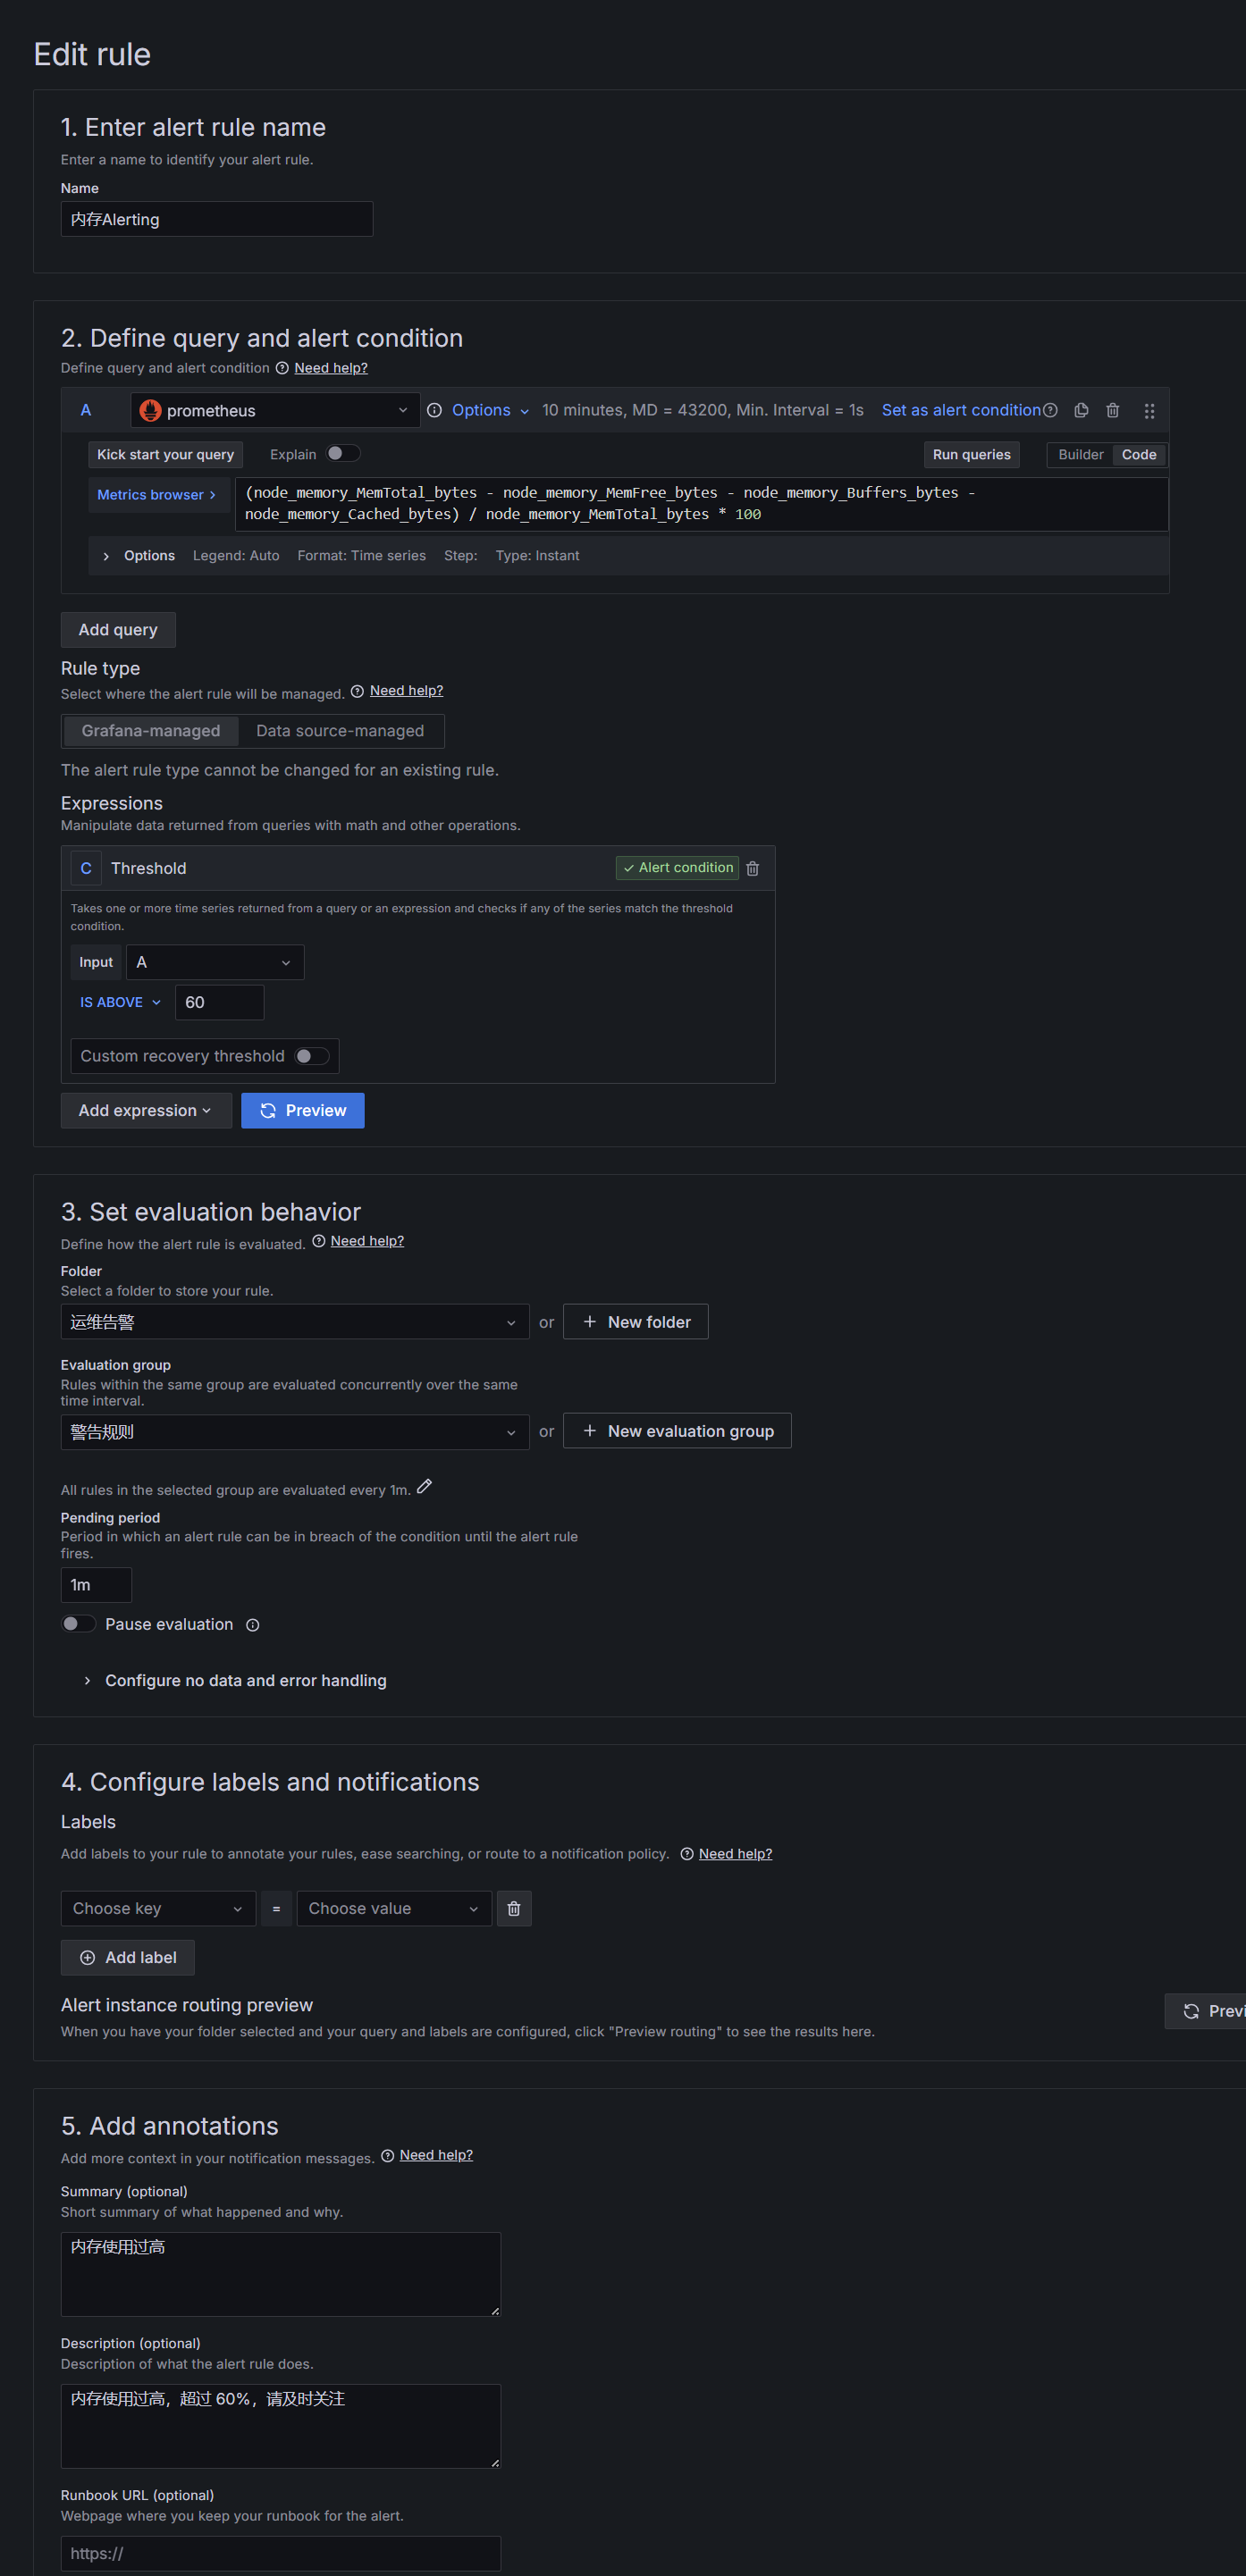 Edit rule
1. Enter alert rule name
Enter a name to identify your alert rule.
Name
内存Alerting
2. Define query and alert condition
Define query and alert condition Need help?
A prometheus Options 10 minutes, MD = 43200, Min. Interval = 1s Set as alert condition
Kick start your query Explain Run queries Builder Code
Metrics browser > (node_memory_MemTotal_bytes - node_memory_MemFree_bytes - node_memory_Buffers_bytes -
node_memory_Cached_bytes) / node_memory_MemTotal_bytes * 100
> Options Legend: Auto Format: Time series Step: Type: Instant
Add query
Rule type
Select where the alert rule will be managed. Need help?
Grafana-managed Data source-managed
The alert rule type cannot be changed for an existing rule.
Expressions
Manipulate data returned from queries with math and other operations.
C Threshold Alert condition
Takes one or more time series returned from a query or an expression and checks if any of the series match the threshold
condition.
Input A
IS ABOVE 60
Custom recovery threshold
Add expression Preview
3. Set evaluation behavior
Define how the alert rule is evaluated. Need help?
Folder
Select a folder to store your rule.
运维告警 or + New folder
Evaluation group
Rules within the same group are evaluated concurrently over the same
time interval.
警告规则 or + New evaluation group
All rules in the selected group are evaluated every 1m.
Pending period
Period in which an alert rule can be in breach of the condition until the alert rule
fires.
1m
Pause evaluation
> Configure no data and error handling
4. Configure labels and notifications
Labels
Add labels to your rule to annotate your rules, ease searching, or route to a notification policy. Need help?
Choose key = Choose value
Add label
Alert instance routing preview
Previ
When you have your folder selected and your query and labels are configured, click "Preview routing" to see the results here.
5. Add annotations
Add more context in your notification messages. Need help?
Summary (optional)
Short summary of what happened and why.
内存使用过高
Description (optional)
Description of what the alert rule does.
内存使用过高，超过 60%，请及时关注
Runbook URL (optional)
Webpage where you keep your runbook for the alert.
https://